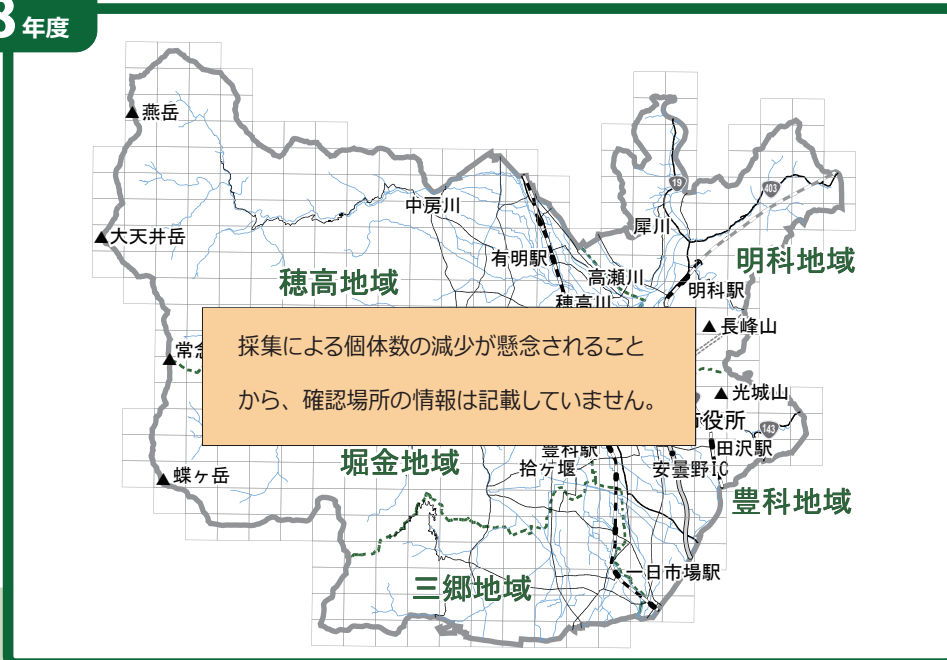 3年度
▲燕岳
19
403
中房川
犀川
▲大天井岳
有明駅
明科地域
高瀬川
穂高地域
明科駅
穂高川
▲長峰山
採集による個体数の減少が懸念されること
▲常念
から、確認場所の情報は記載していません。
▲光城山
市役所
143
田沢駅
豊科駅
堀金地域
拾ヶ堰
安曇野IC
▲蝶ヶ岳
豊科地域
一日市場駅
三郷地域